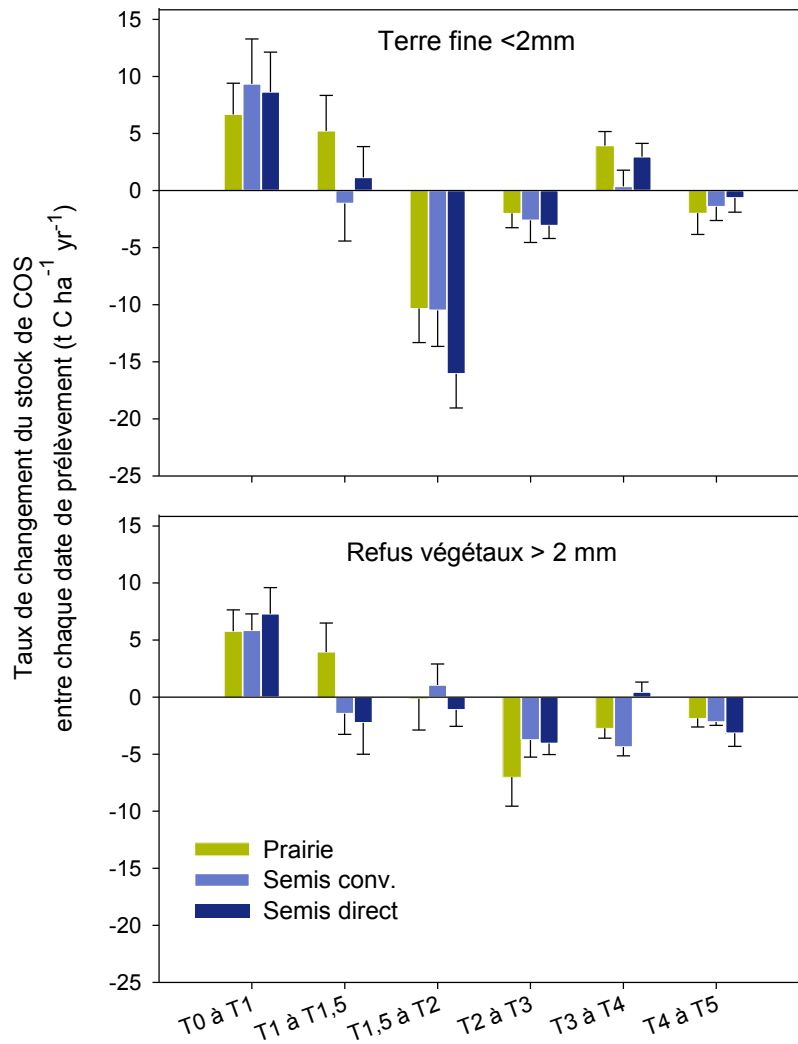 Taux de changement du stock de COS
entre chaque date de prélèvement (t C ha-1 yr-1)
Terre fine <2mm
15
10
5
0
-5
-10
-15
-20
-25
Refus végétaux > 2 mm
15
10
5
0
-5
-10
-15
-20
-25
Prairie
Semis conv.
Semis direct
T0 à T1
T1 à T1,5
T1,5 à T2
T2 à T3
T3 à T4
T4 à T5